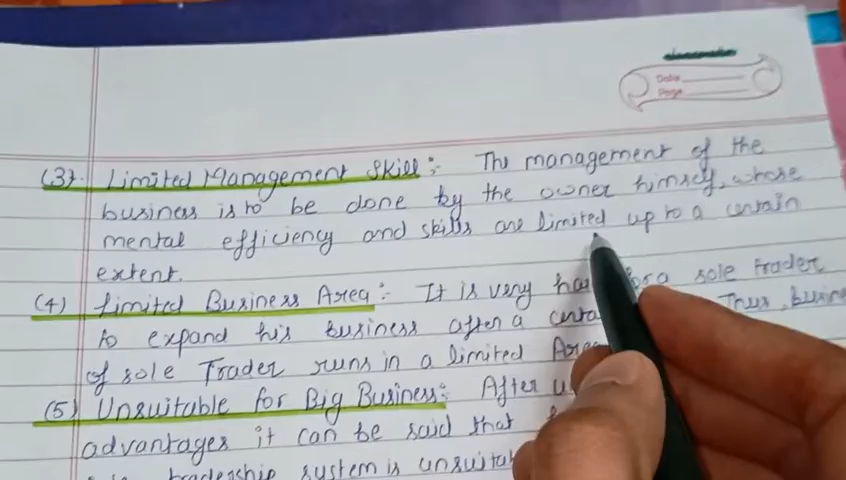 classmate
Date
Page
(3). Limited Management Skill :- The management of the
business is to be done by the owner himself, whose
mental efficiency and skills are limited up to a certain
extent.
(4) Limited Business Area :- It is very for a sole trader
to expand his business after a Thus, busin
of sole Trader runs in a limited Area
(5) Unsuitable for Big Business :- After
advantages it can be said that
system is